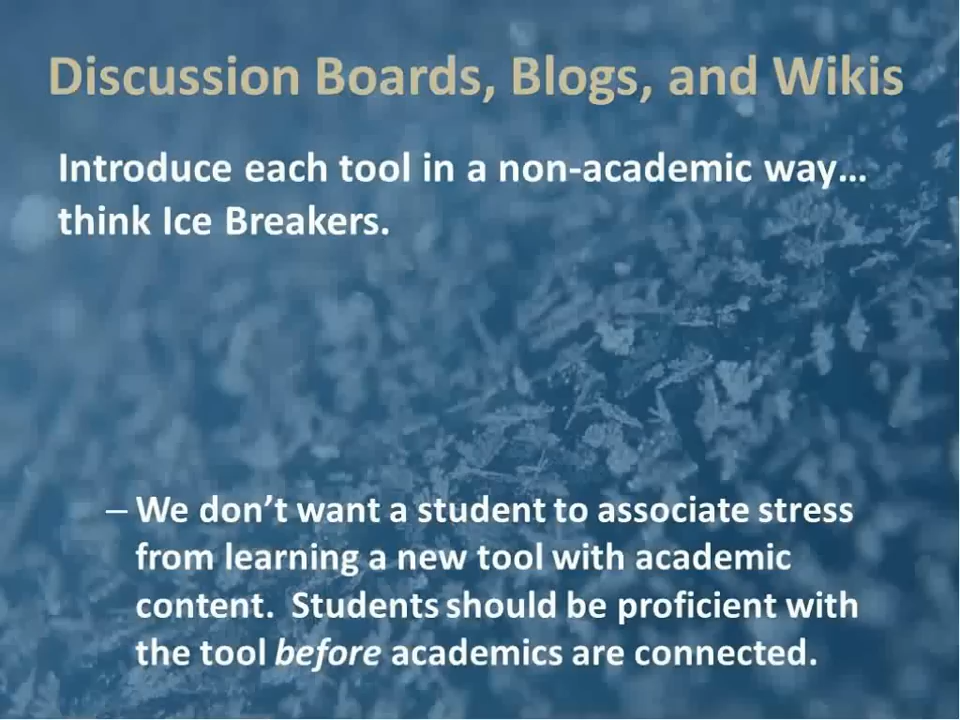 Discussion Boards, Blogs, and Wikis
Introduce each tool in a non-academic way…
think Ice Breakers.
– We don’t want a student to associate stress
from learning a new tool with academic
content.  Students should be proficient with
the tool before academics are connected.